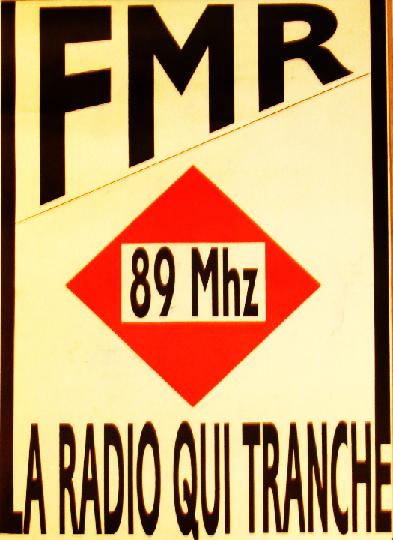 FMR
89 Mhz
LA RADIO QUI TRANCHE